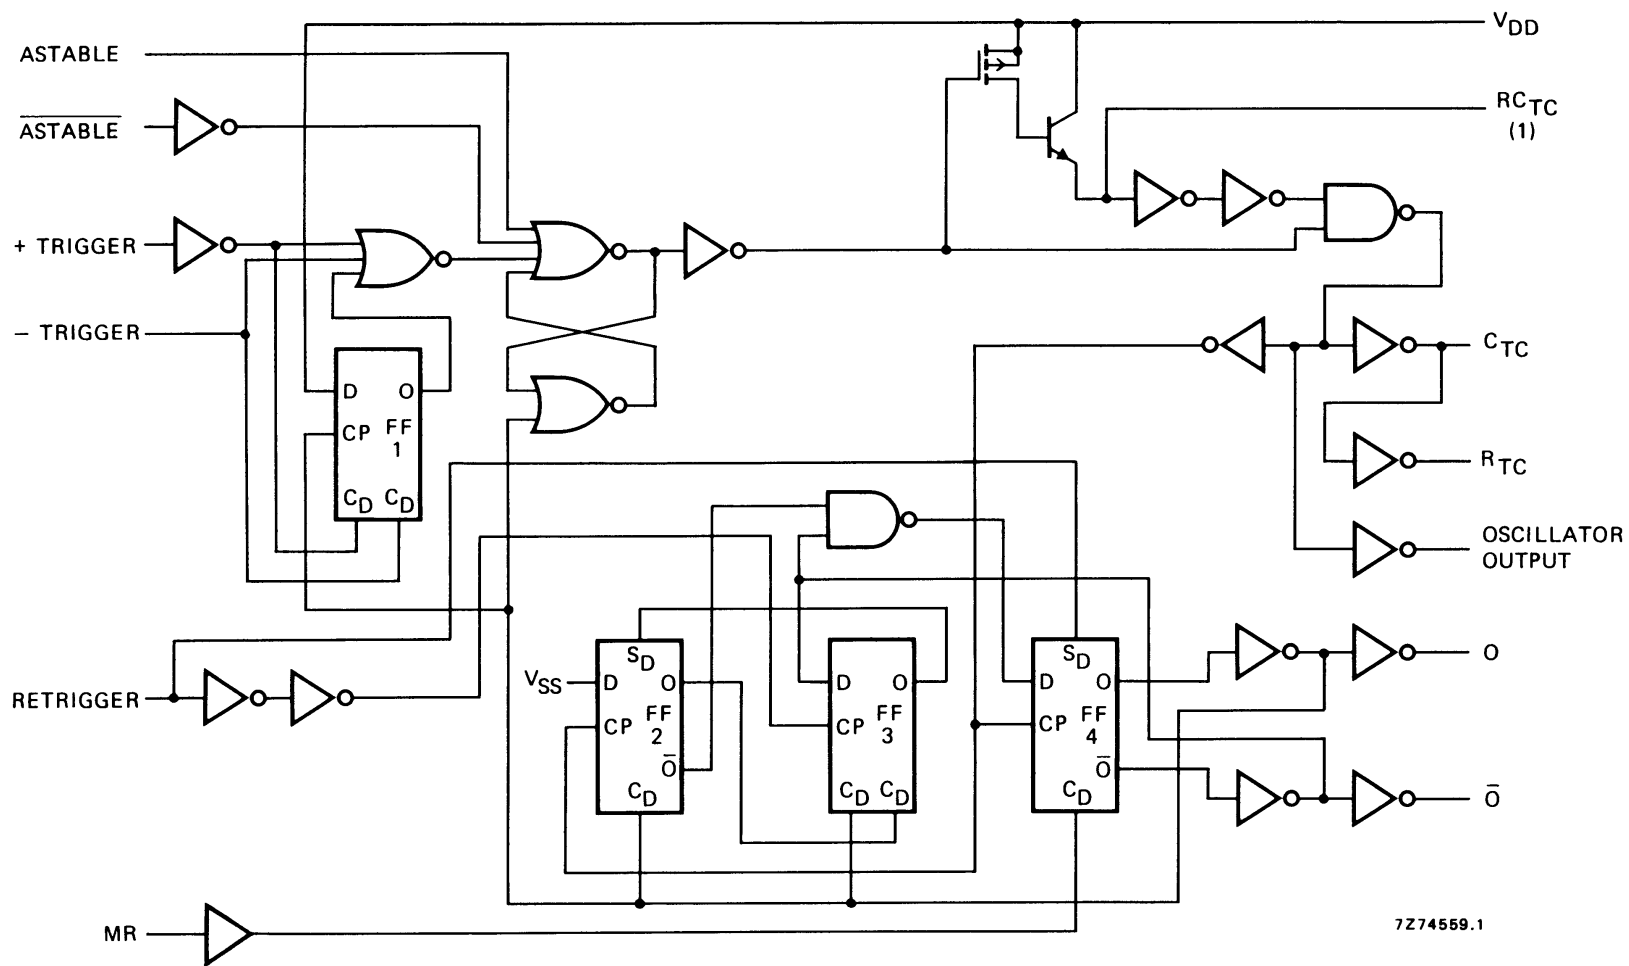 ASTABLE
ASTABLE
+ TRIGGER
− TRIGGER
RETRIGGER
MR
D O
CP FF
1
CD CD
VDD
RCTC
(1)
CTC
RTC
OSCILLATOR
OUTPUT
VSS
SD
D O
CP FF
2
Ō
CD
D O
CP FF
3
CD CD
SD
D O
CP FF
4
Ō
CD
O
Ō
7Z74559.1